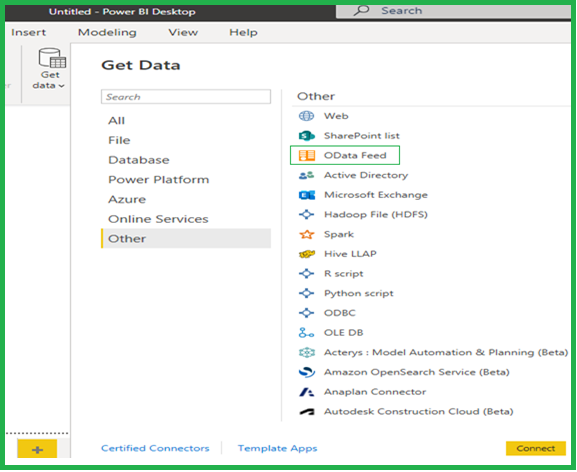 Untitled - Power BI Desktop
Search
Insert
Modeling
View
Help
Get
data
Get Data
Search
All
File
Database
Power Platform
Azure
Online Services
Other
Other
Web
SharePoint list
OData Feed
Active Directory
Microsoft Exchange
Hadoop File (HDFS)
Spark
Hive LLAP
R script
Python script
ODBC
OLE DB
Acterys : Model Automation & Planning (Beta)
Amazon OpenSearch Service (Beta)
Anaplan Connector
Autodesk Construction Cloud (Beta)
Certified Connectors
Template Apps
Connect